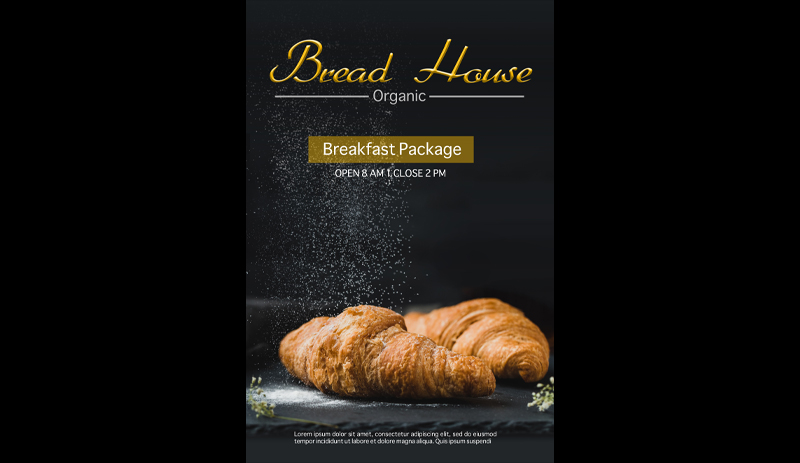 Bread House
Organic
Breakfast Package
OPEN 8 AM 1 CLOSE 2 PM
Lorem ipsum dolor sit amet, consectetur adipiscing elit, sed do eiusmod
tempor incididunt ut labore et dolore magna aliqua. Quis ipsum suspendi